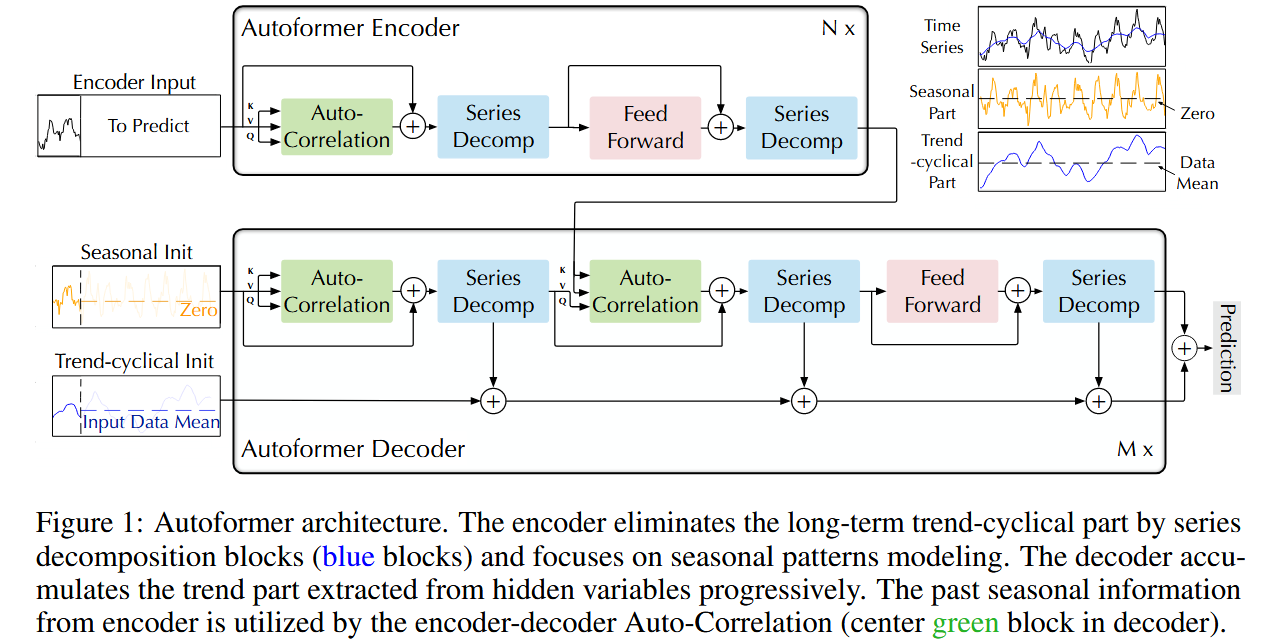 Autoformer Encoder
N x
Encoder Input
To Predict
K
V
Q
Auto-
Correlation
+
Series
Decomp
Feed
Forward
+
Series
Decomp
Time
Series
Seasonal
Part
Zero
Trend
-cyclical
Part
Data
Mean
Seasonal Init
Zero
K
V
Q
Auto-
Correlation
+
Series
Decomp
K
V
Q
Auto-
Correlation
+
Series
Decomp
Feed
Forward
+
Series
Decomp
Trend-cyclical Init
Input Data Mean
+
+
+
+
Prediction
Autoformer Decoder
M x
Figure 1: Autoformer architecture. The encoder eliminates the long-term trend-cyclical part by series
decomposition blocks (blue blocks) and focuses on seasonal patterns modeling. The decoder accu-
mulates the trend part extracted from hidden variables progressively. The past seasonal information
from encoder is utilized by the encoder-decoder Auto-Correlation (center green block in decoder).